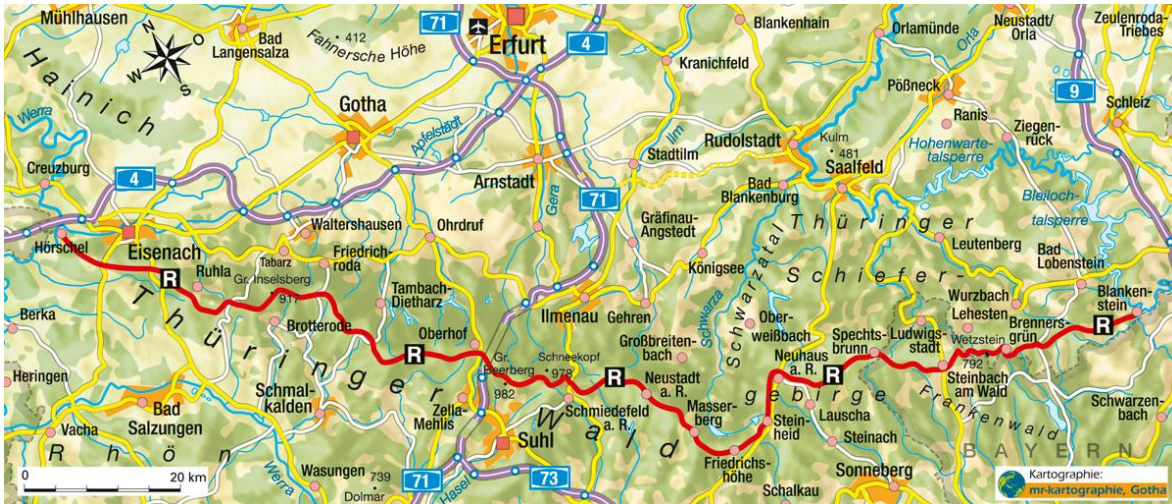 Mühlhausen
N
O
W
S
Bad
Langensalza
Fahnersche Höhe
412
71
Erfurt
4
Blankenhain
Orlamünde
Orla
Neustadt/
Orla
Zeulenroda-
Triebes
Hainich
Werra
Gotha
Apfelstädt
Kranichfeld
Ilm
Pößneck
9
Schleiz
Ranis
Ziegen-
rück
Creuzburg
4
Arnstadt
Stadtilm
Rudolstadt
Kulm
481
Saalfeld
Hohenwarte-
talsperre
Bleiloch-
talsperre
Hörschel
Eisenach
Waltershausen
Ohrdruf
Gera
71
Gräfinau-
Angstedt
Bad
Blankenburg
Tabarz
Friedrich-
roda
Ruhla
Gr. Inselsberg
917
R
Königsee
Schwarza
Schwarzatal
Thüringer
Schiefer-
gebirge
Leutenberg
Bad
Lobenstein
Berka
Brotterode
Tambach-
Dietharz
Ilmenau
Gehren
Ober-
weißbach
Wurzbach
Lehesten
Blanken-
stein
Thüringer
Wald
Oberhof
R
Großbreiten-
bach
Spechts-
brunn
Ludwig-
stadt
Wetzstein
792
Brenners-
grün
R
Heringen
Schmal-
kalden
Gr.
Beerberg
982
Schneekopf
978
R
Neustadt
a. R.
Neuhaus
a. R.
R
Steinbach
am Wald
Frankenwald
Bad
Salzungen
Zella-
Mehlis
Schmiedefeld
a. R.
Masser-
berg
Lauscha
Schwarzen-
bach
Vacha
Rhön
Suhl
Stein-
heid
Steinach
BAYERN
0
20 km
Werra
Wasungen
739
Dolmar
71
Hasel
73
Friedrichs-
höhe
Schalkau
Sonneberg
Kartographie:
mr-kartographie, Gotha